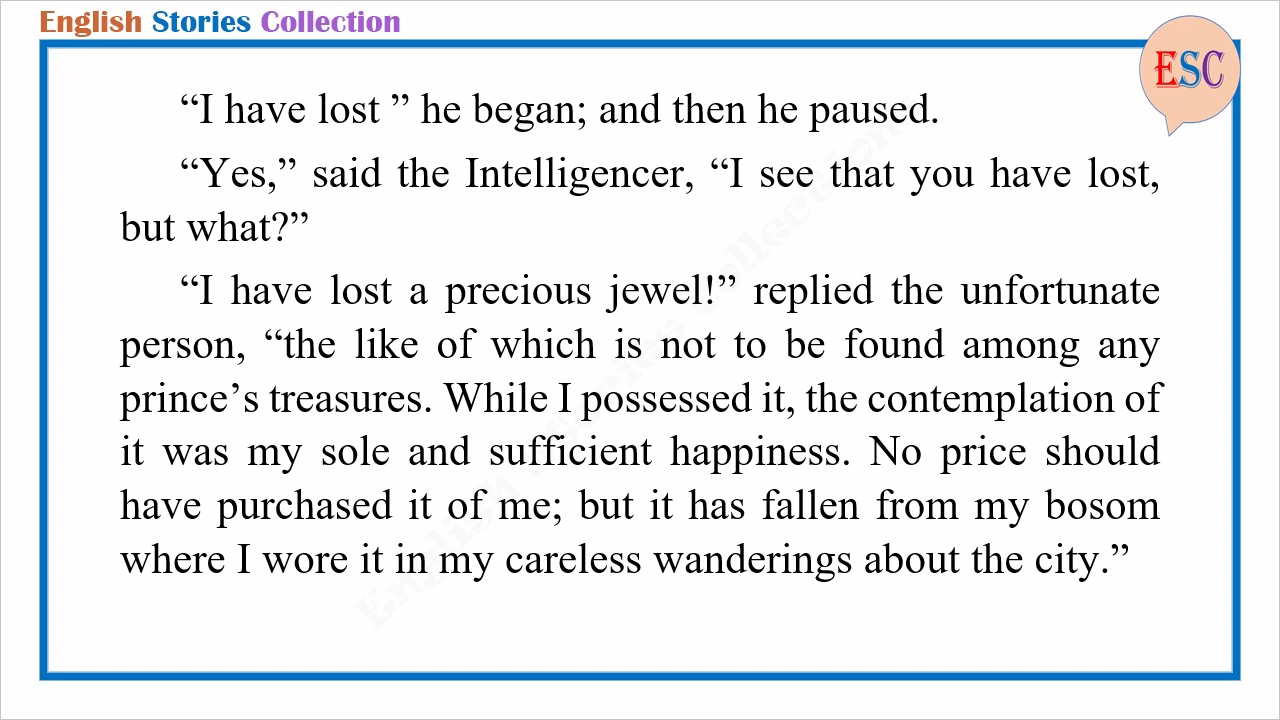 English Stories Collection
ESC
“I have lost ” he began; and then he paused.
“Yes,” said the Intelligencer, “I see that you have lost,
but what?”
“I have lost a precious jewel!” replied the unfortunate
person, “the like of which is not to be found among any
prince’s treasures. While I possessed it, the contemplation of
it was my sole and sufficient happiness. No price should
have purchased it of me; but it has fallen from my bosom
where I wore it in my careless wanderings about the city.”
English Stories Collection